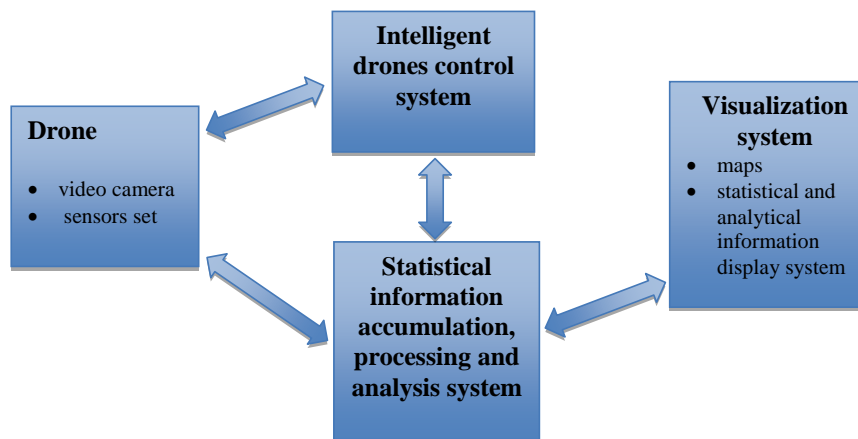 Intelligent
drones control
system
Drone
• video camera
• sensors set
Visualization
system
• maps
• statistical and
analytical
information
display system
Statistical
information
accumulation,
processing and
analysis system